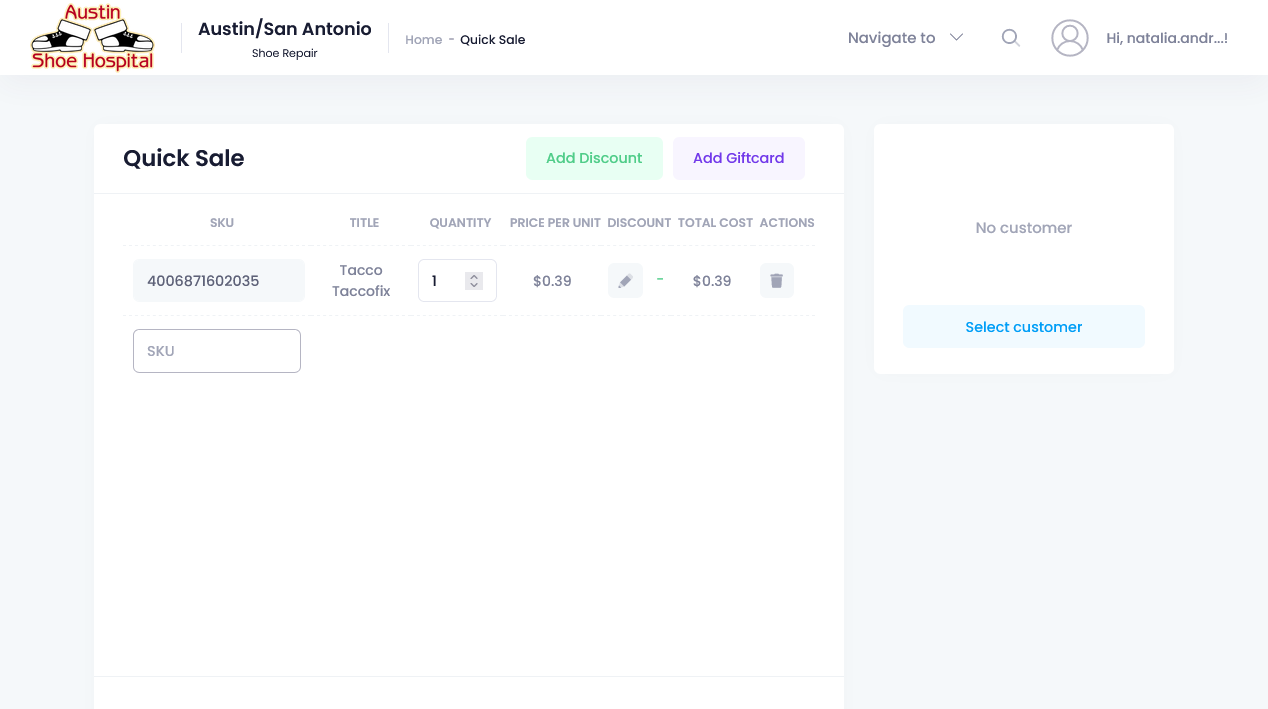 Austin
Shoe Hospital
Austin/San Antonio
Shoe Repair
Home - Quick Sale
Navigate to
Hi, natalia.andr...!
Quick Sale
Add Discount
Add Giftcard
SKU TITLE QUANTITY PRICE PER UNIT DISCOUNT TOTAL COST ACTIONS
4006871602035
Tacco
Taccofix
1
$0.39
-
$0.39
SKU
No customer
Select customer